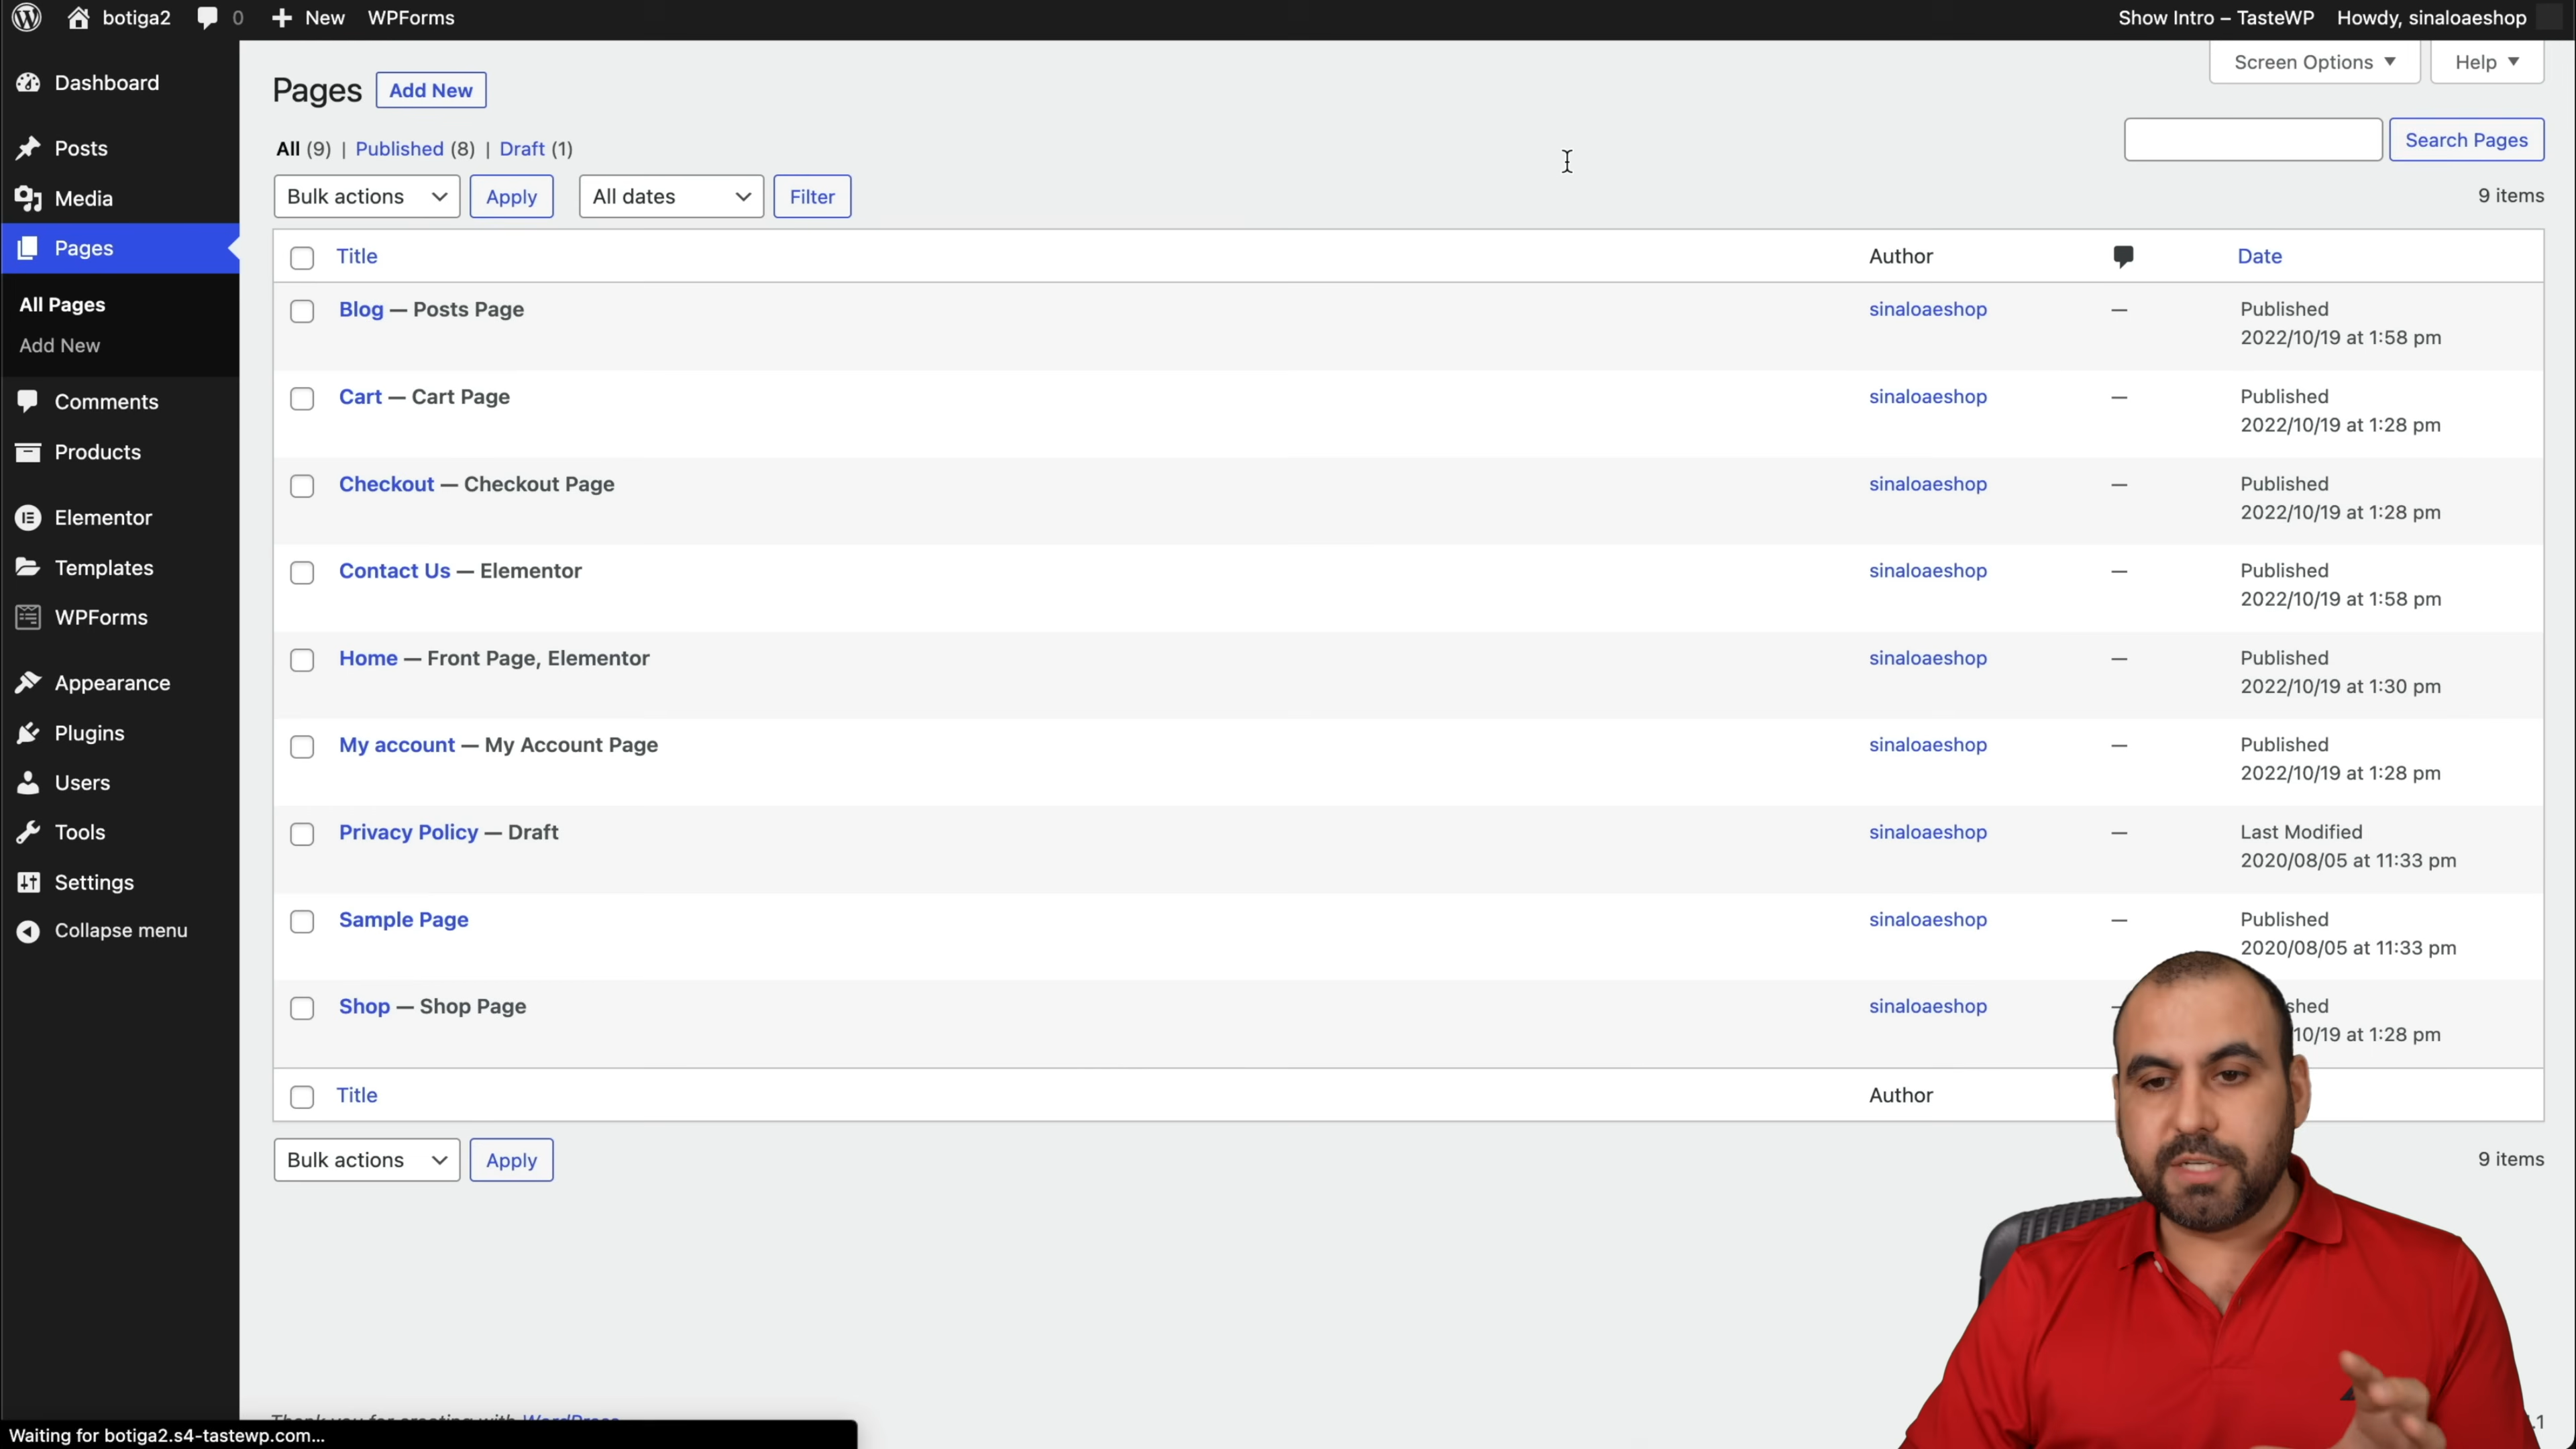 botiga2 0 New WPForms Show Intro – TasteWP Howdy, sinaloaeshop
Screen Options Help
Dashboard
Posts
Media
Pages
All Pages
Add New
Comments
Products
Elementor
Templates
WPForms
Appearance
Plugins
Users
Tools
Settings
Collapse menu
Pages Add New
All (9) | Published (8) | Draft (1)
Search Pages
Bulk actions Apply All dates Filter 9 items
Title Author Date
Blog — Posts Page sinaloaeshop — Published
2022/10/19 at 1:58 pm
Cart — Cart Page sinaloaeshop — Published
2022/10/19 at 1:28 pm
Checkout — Checkout Page sinaloaeshop — Published
2022/10/19 at 1:28 pm
Contact Us — Elementor sinaloaeshop — Published
2022/10/19 at 1:58 pm
Home — Front Page, Elementor sinaloaeshop — Published
2022/10/19 at 1:30 pm
My account — My Account Page sinaloaeshop — Published
2022/10/19 at 1:28 pm
Privacy Policy — Draft sinaloaeshop — Last Modified
2020/08/05 at 11:33 pm
Sample Page sinaloaeshop — Published
2020/08/05 at 11:33 pm
Shop — Shop Page sinaloaeshop — shed
10/19 at 1:28 pm
Title Author
Bulk actions Apply 9 items
Thank you for creating with WordPress
.1
Waiting for botiga2.s4-tastewp.com...